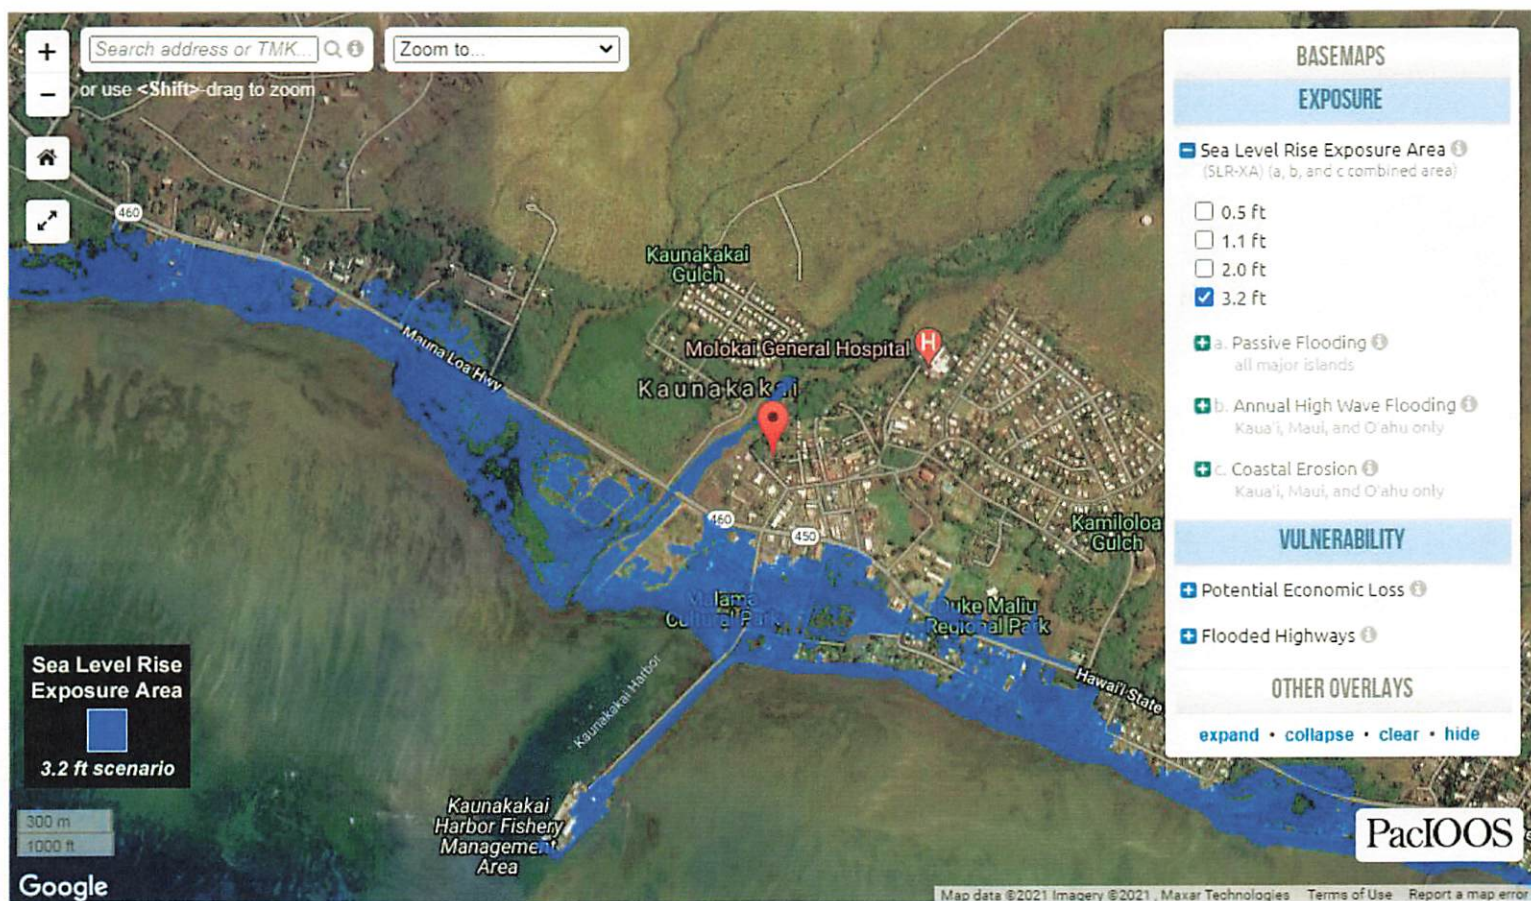 +
Search address or TMK...
Zoom to...
−
or use <Shift>-drag to zoom
BASEMAPS
EXPOSURE
Sea Level Rise Exposure Area
(SLR-XA) (a, b, and c combined area)
0.5 ft
1.1 ft
2.0 ft
3.2 ft
a. Passive Flooding
all major islands
b. Annual High Wave Flooding
Kaua'i, Maui, and O'ahu only
c. Coastal Erosion
Kaua'i, Maui, and O'ahu only
VULNERABILITY
Potential Economic Loss
Flooded Highways
OTHER OVERLAYS
expand • collapse • clear • hide
460
Kaunakakai
Gulch
Mauna Loa Hwy
Molokai General Hospital
H
Kaunakakai
460
450
Kamiloloa
Gulch
Malama
Cultural Park
Duke Maliu
Regional Park
Hawai'i State
Kaunakakai Harbor
Kaunakakai
Harbor Fishery
Management
Area
Sea Level Rise
Exposure Area
3.2 ft scenario
300 m
1000 ft
Google
PacIOOS
Map data ©2021 Imagery ©2021 , Maxar Technologies
Terms of Use
Report a map error